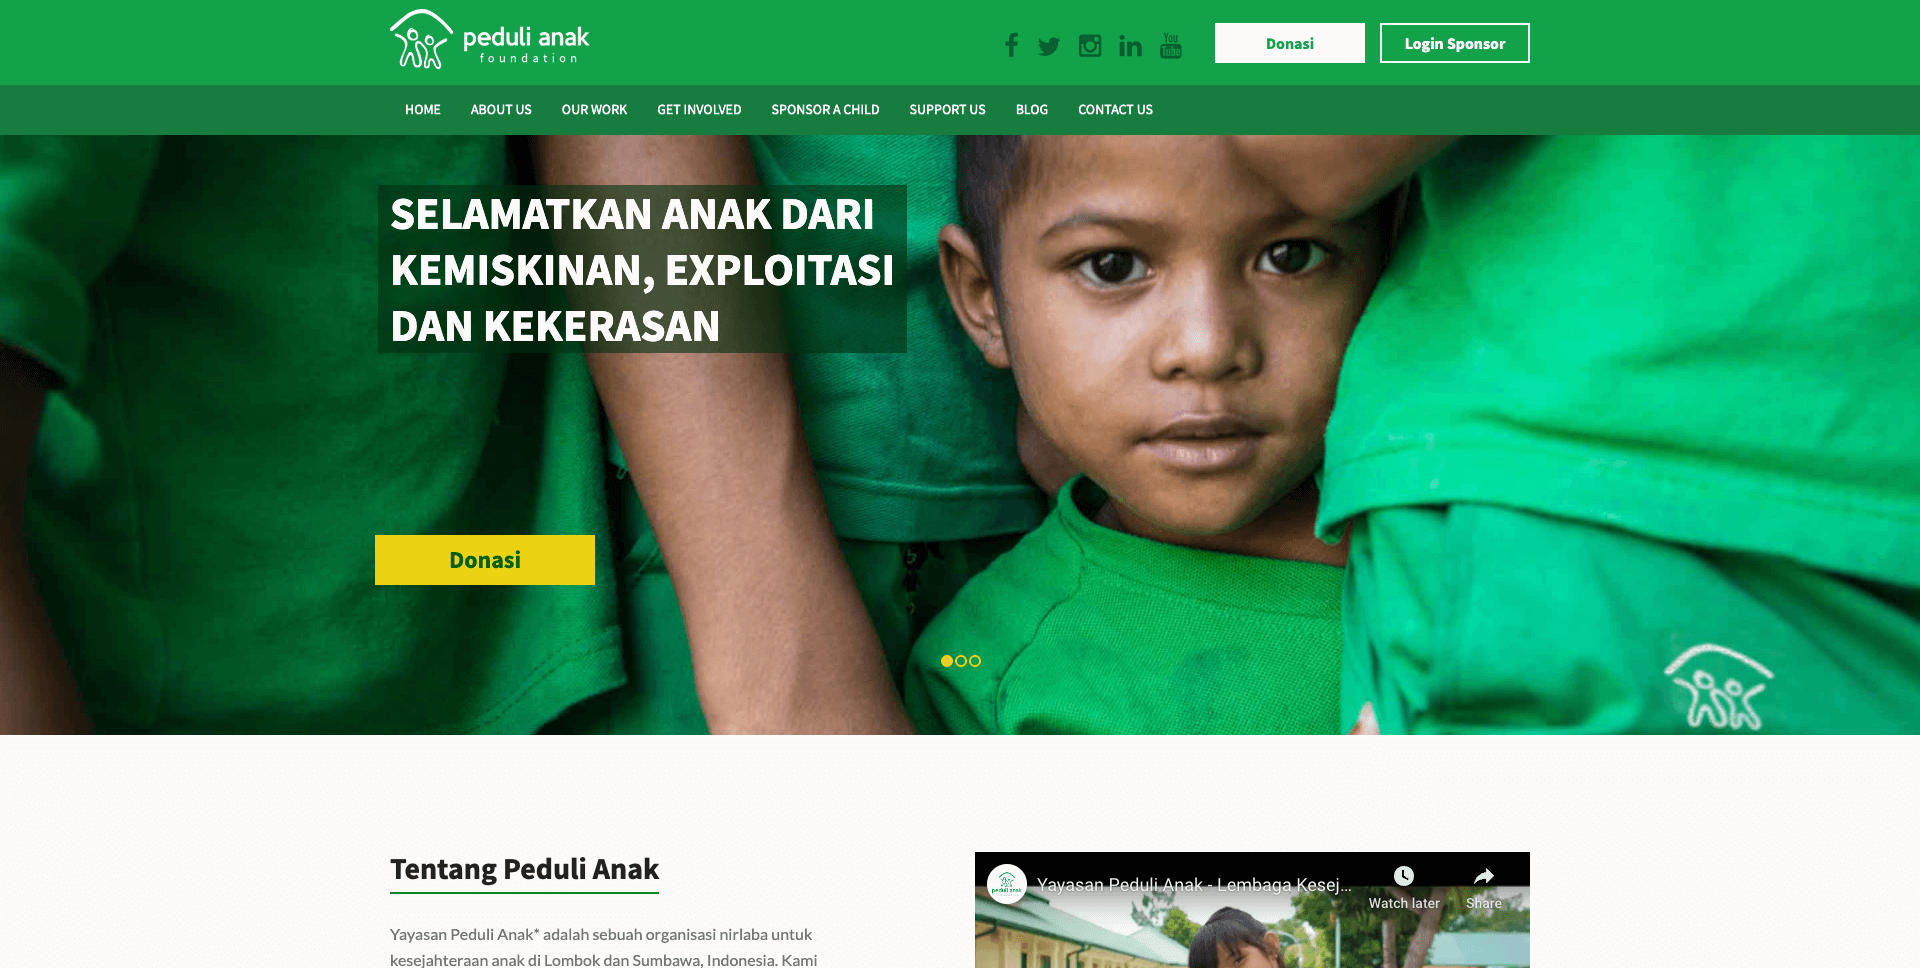 peduli anak
foundation
You
Tube
Donasi
Login Sponsor
HOME
ABOUT US
OUR WORK
GET INVOLVED
SPONSOR A CHILD
SUPPORT US
BLOG
CONTACT US
SELAMATKAN ANAK DARI
KEMISKINAN, EXPLOITASI
DAN KEKERASAN
Donasi
Tentang Peduli Anak
Yayasan Peduli Anak* adalah sebuah organisasi nirlaba untuk
kesejahteraan anak di Lombok dan Sumbawa, Indonesia. Kami
peduli anak
Yayasan Peduli Anak - Lembaga Kesej...
Watch later
Share